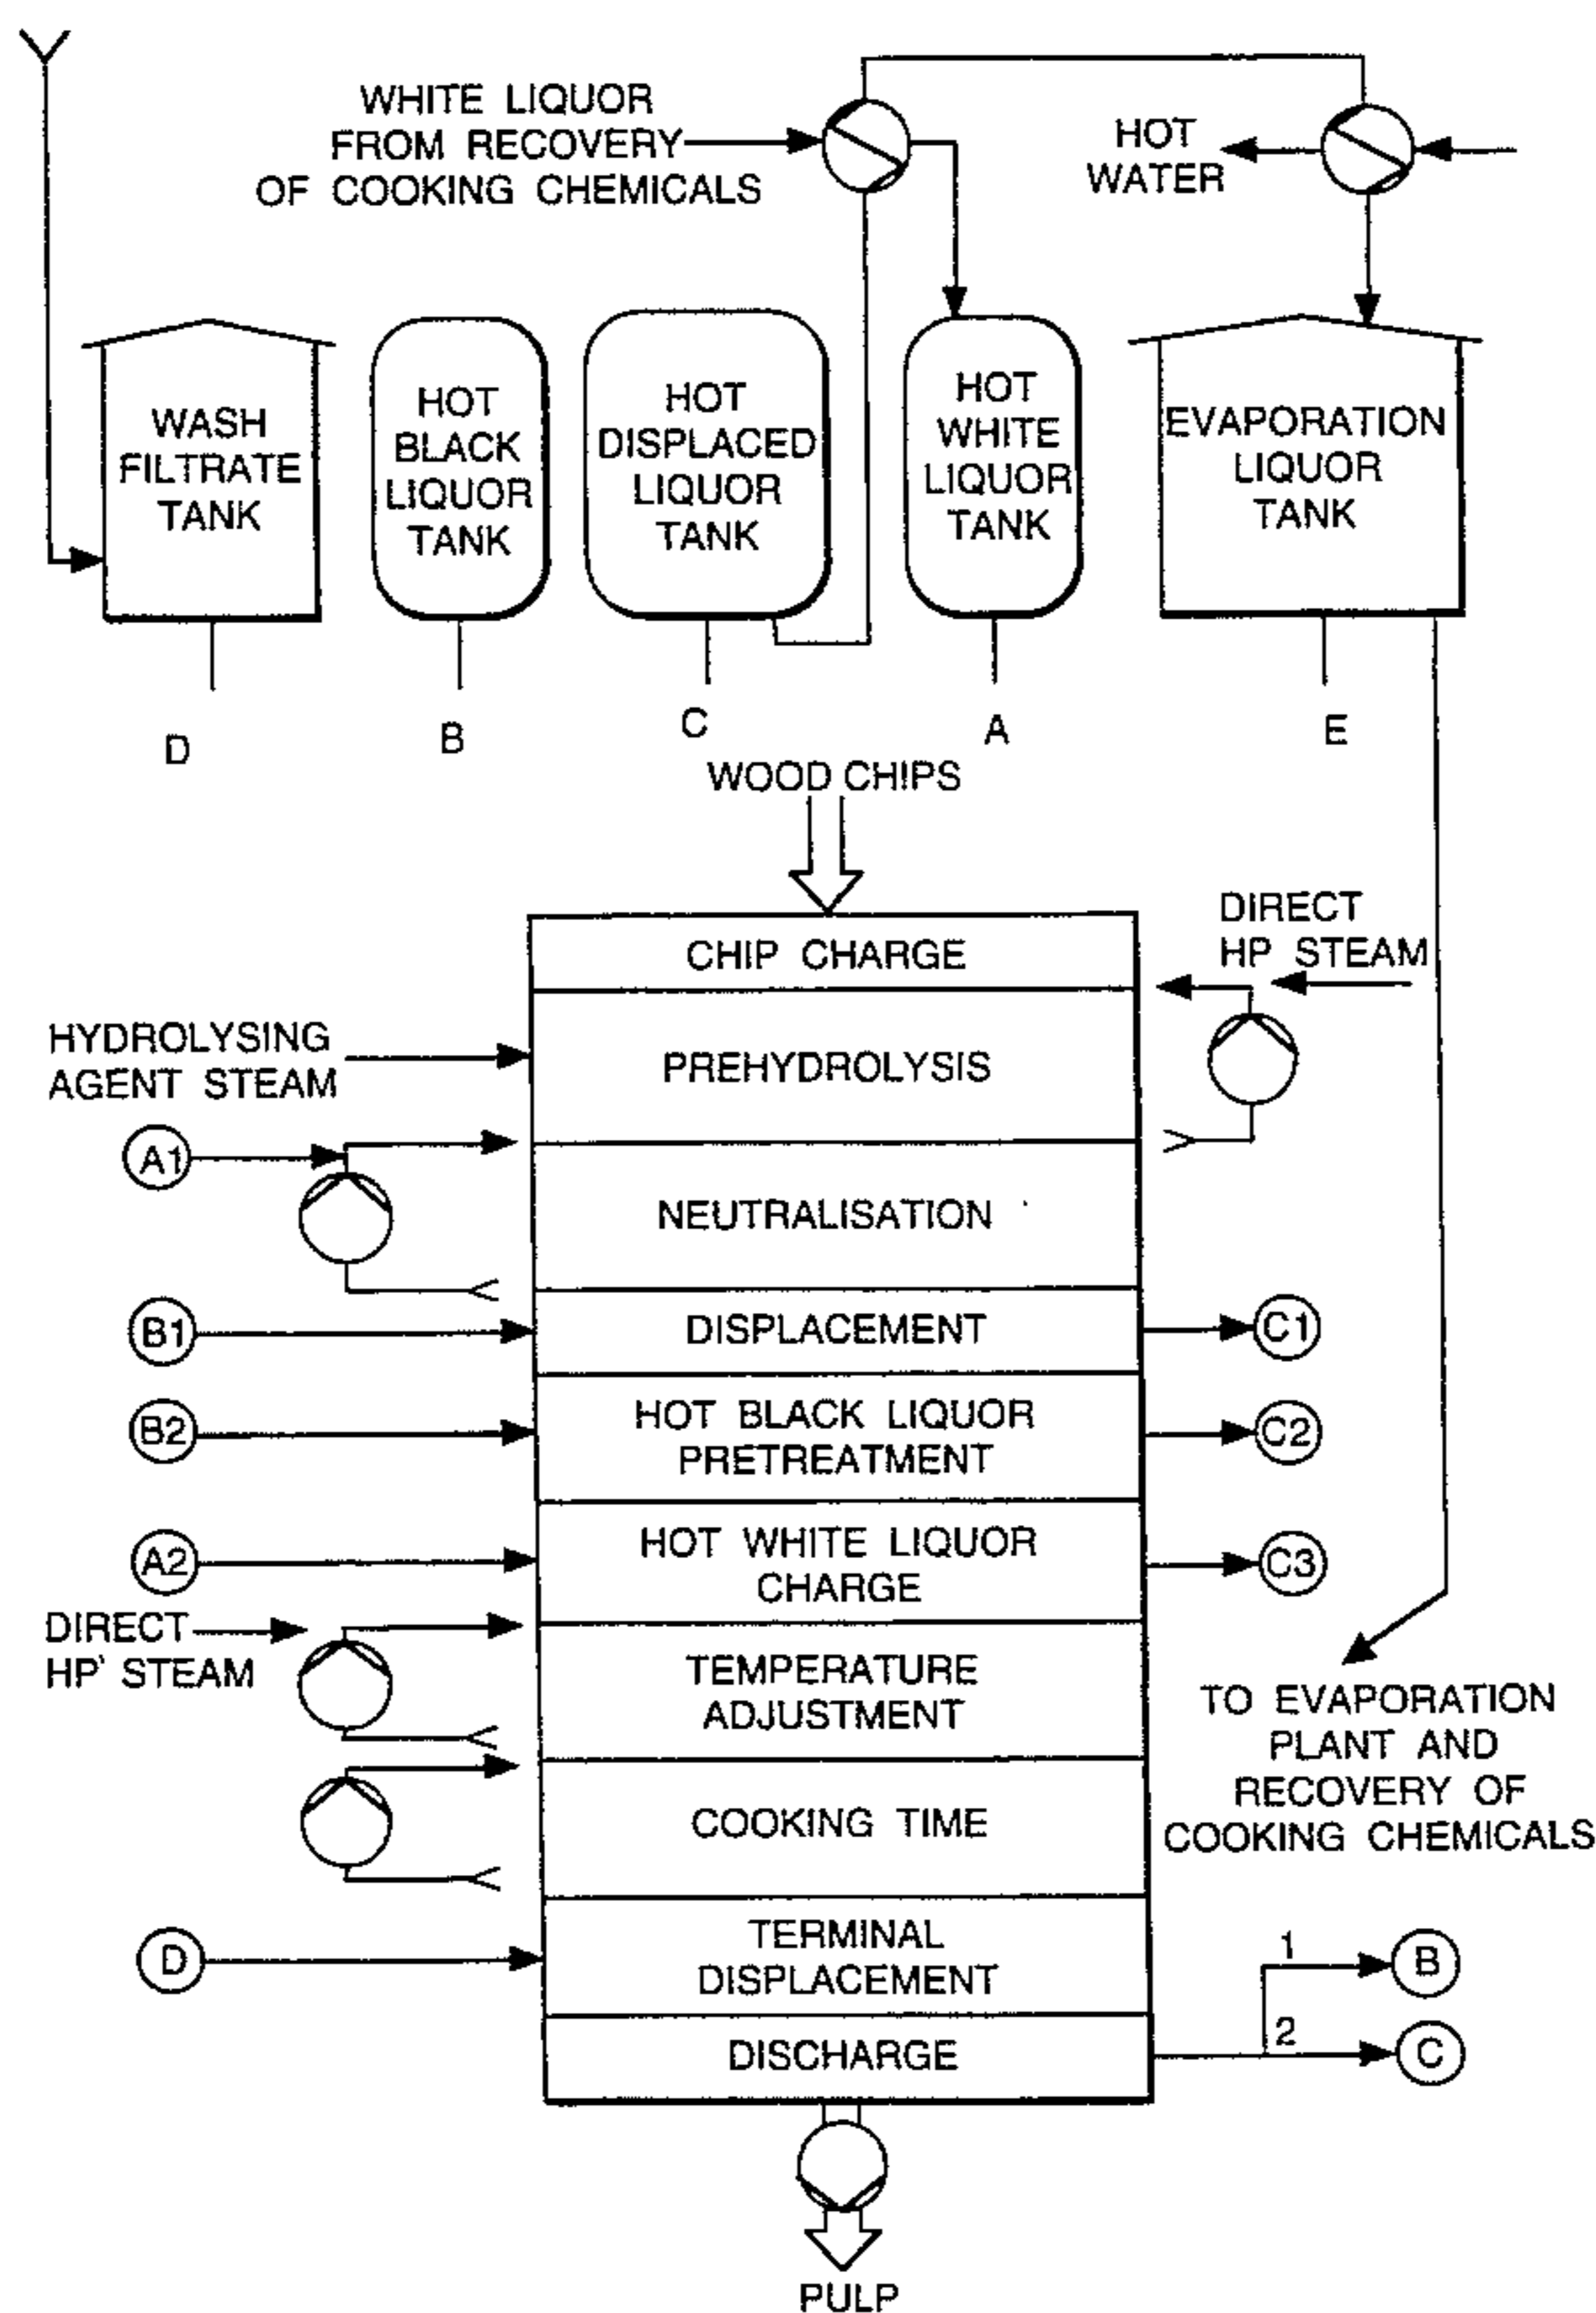 WHITE LIQUOR
FROM RECOVERY
OF COOKING CHEMICALS
HOT
WATER
WASH
FILTRATE
TANK
HOT
BLACK
LIQUOR
TANK
HOT
DISPLACED
LIQUOR
TANK
HOT
WHITE
LIQUOR
TANK
EVAPORATION
LIQUOR
TANK
D
B
C
A
E
WOOD CHIPS
CHIP CHARGE
DIRECT
HP STEAM
HYDROLYSING
AGENT STEAM
PREHYDROLYSIS
A1
NEUTRALISATION
B1
DISPLACEMENT
C1
B2
HOT BLACK LIQUOR
PRETREATMENT
C2
A2
HOT WHITE LIQUOR
CHARGE
C3
DIRECT
HP' STEAM
TEMPERATURE
ADJUSTMENT
TO EVAPORATION
PLANT AND
RECOVERY OF
COOKING CHEMICALS
COOKING TIME
D
TERMINAL
DISPLACEMENT
1
B
DISCHARGE
2
C
PULP